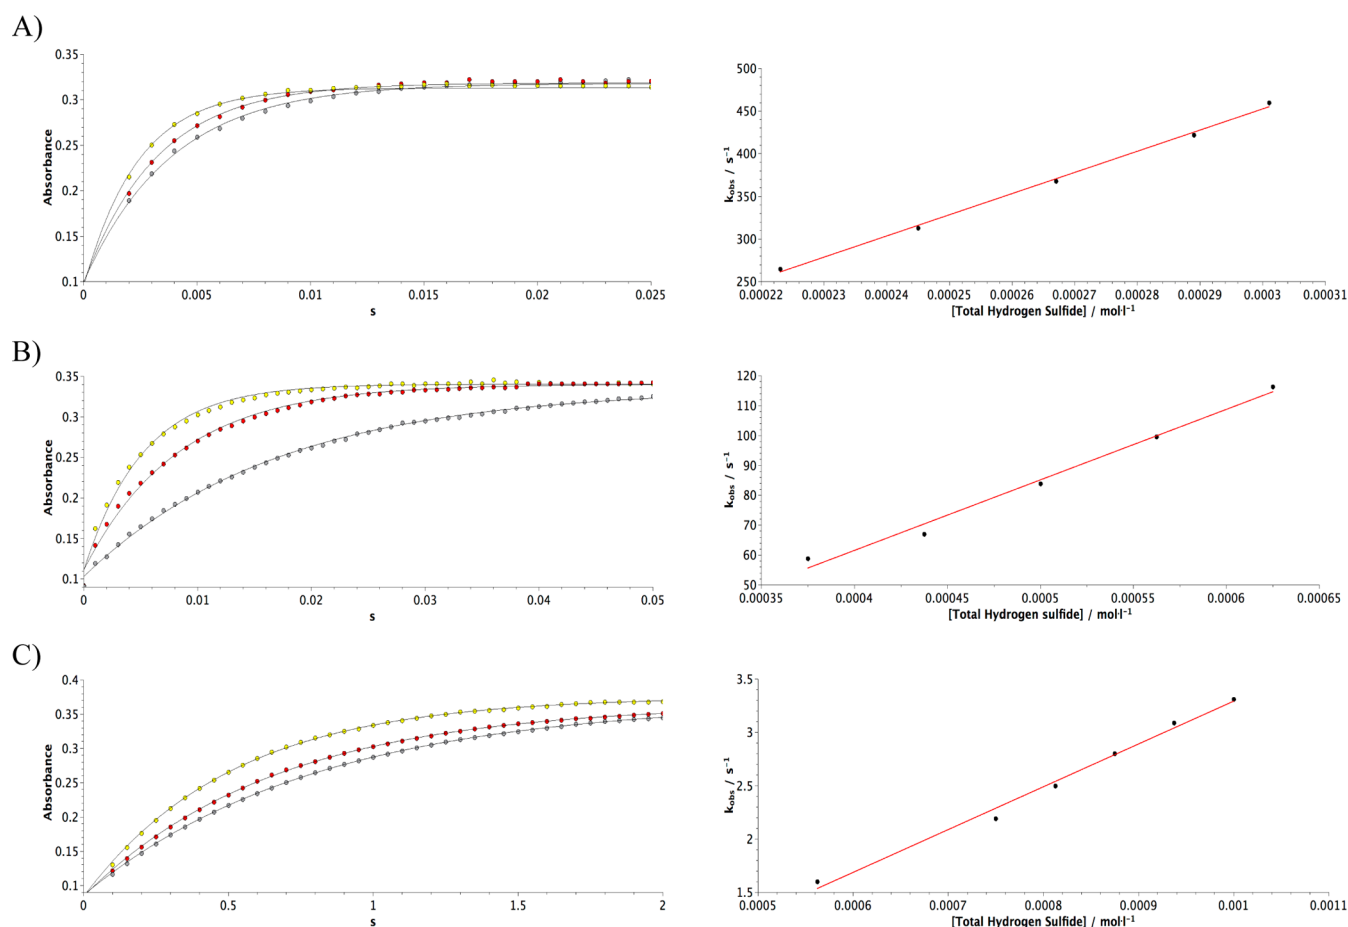 A)
0.35
0.3
0.25
0.2
0.15
0.1
Absorbance
0 0.005 0.01 0.015 0.02 0.025
s
500
450
400
350
300
250
k_obs / s⁻¹
0.00022 0.00023 0.00024 0.00025 0.00026 0.00027 0.00028 0.00029 0.0003 0.00031
[Total Hydrogen Sulfide] / mol·l⁻¹
B)
0.35
0.3
0.25
0.2
0.15
0.1
Absorbance
0 0.01 0.02 0.03 0.04 0.05
s
120
110
100
90
80
70
60
50
k_obs / s⁻¹
0.00035 0.0004 0.00045 0.0005 0.00055 0.0006 0.00065
[Total Hydrogen sulfide] / mol·l⁻¹
C)
0.4
0.35
0.3
0.25
0.2
0.15
0.1
Absorbance
0 0.5 1 1.5 2
s
3.5
3
2.5
2
1.5
k_obs / s⁻¹
0.0005 0.0006 0.0007 0.0008 0.0009 0.001 0.0011
[Total Hydrogen Sulfide] / mol·l⁻¹